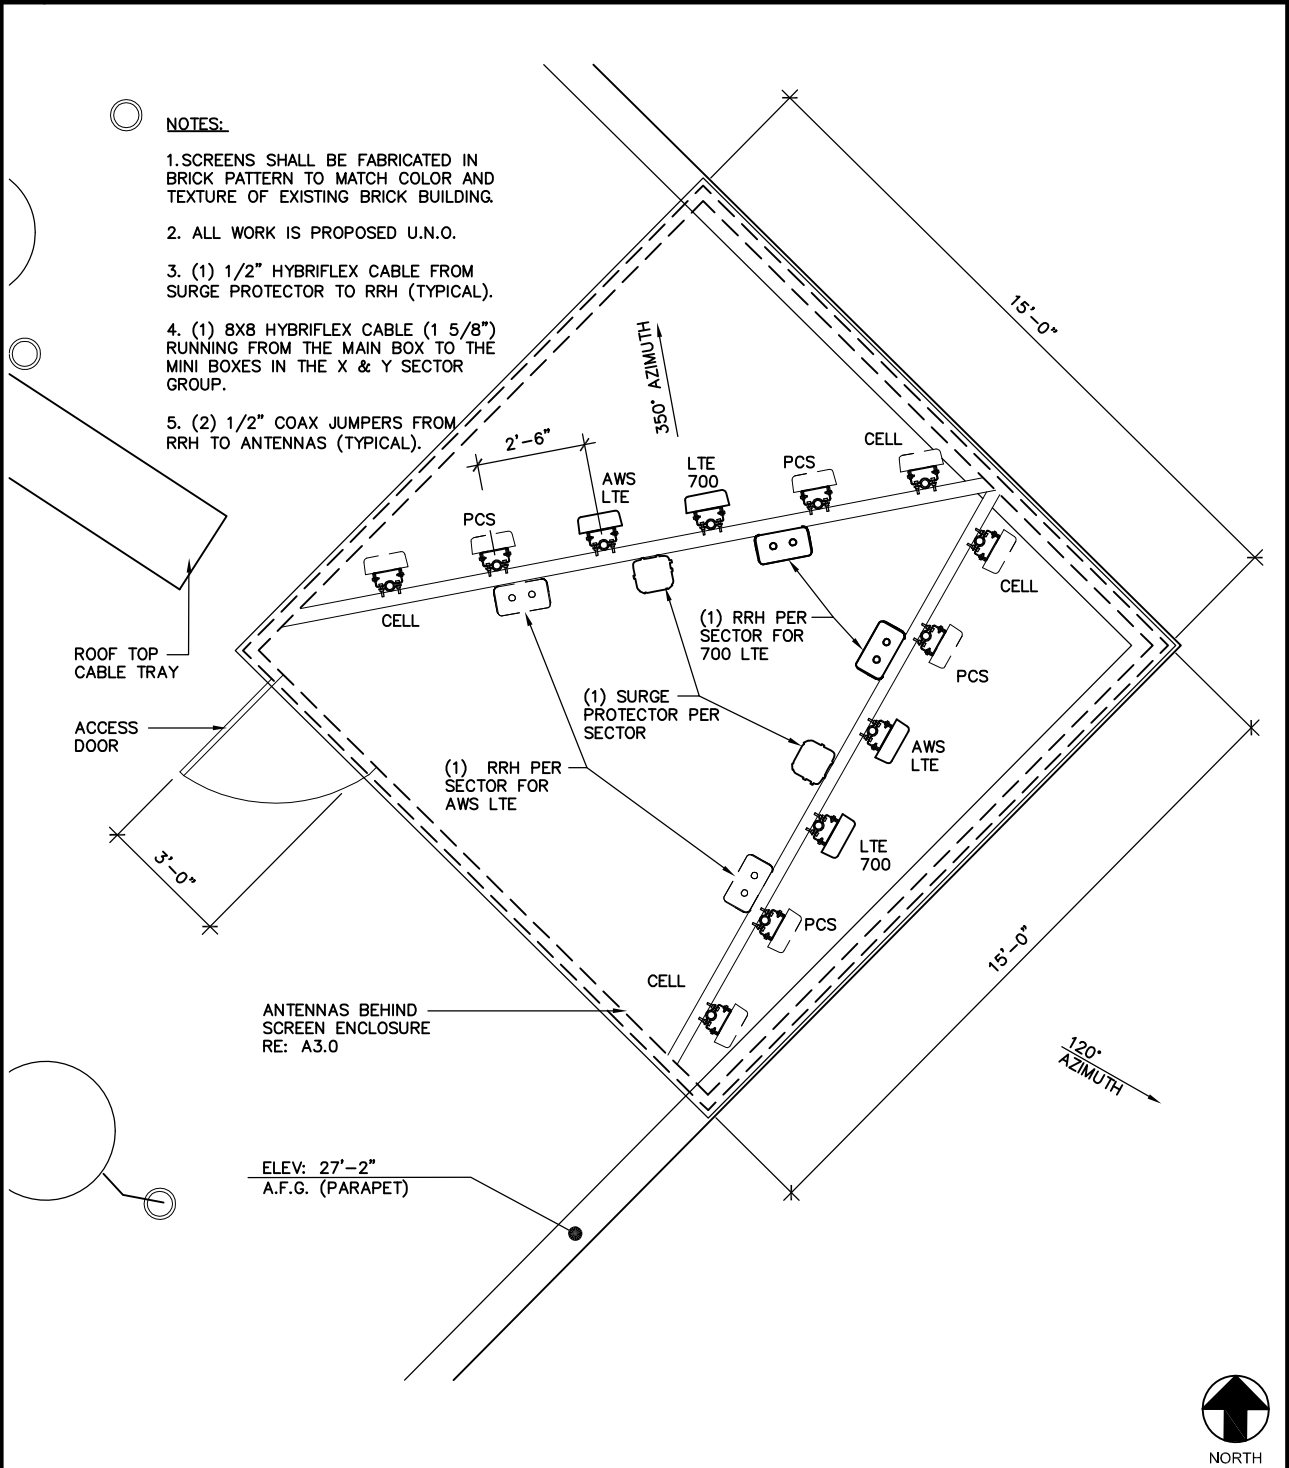 NOTES:
1. SCREENS SHALL BE FABRICATED IN
BRICK PATTERN TO MATCH COLOR AND
TEXTURE OF EXISTING BRICK BUILDING.
2. ALL WORK IS PROPOSED U.N.O.
3. (1) 1/2" HYBRIFLEX CABLE FROM
SURGE PROTECTOR TO RRH (TYPICAL).
4. (1) 8X8 HYBRIFLEX CABLE (1 5/8")
RUNNING FROM THE MAIN BOX TO THE
MINI BOXES IN THE X & Y SECTOR
GROUP.
5. (2) 1/2" COAX JUMPERS FROM
RRH TO ANTENNAS (TYPICAL).
15'-0"
350° AZIMUTH
2'-6"
CELL
PCS
LTE
700
AWS
LTE
PCS
CELL
CELL
PCS
AWS
LTE
LTE
700
PCS
CELL
(1) RRH PER
SECTOR FOR
700 LTE
(1) SURGE
PROTECTOR PER
SECTOR
(1) RRH PER
SECTOR FOR
AWS LTE
ROOF TOP
CABLE TRAY
ACCESS
DOOR
3'-0"
15'-0"
ANTENNAS BEHIND
SCREEN ENCLOSURE
RE: A3.0
120°
AZIMUTH
ELEV: 27'-2"
A.F.G. (PARAPET)
NORTH